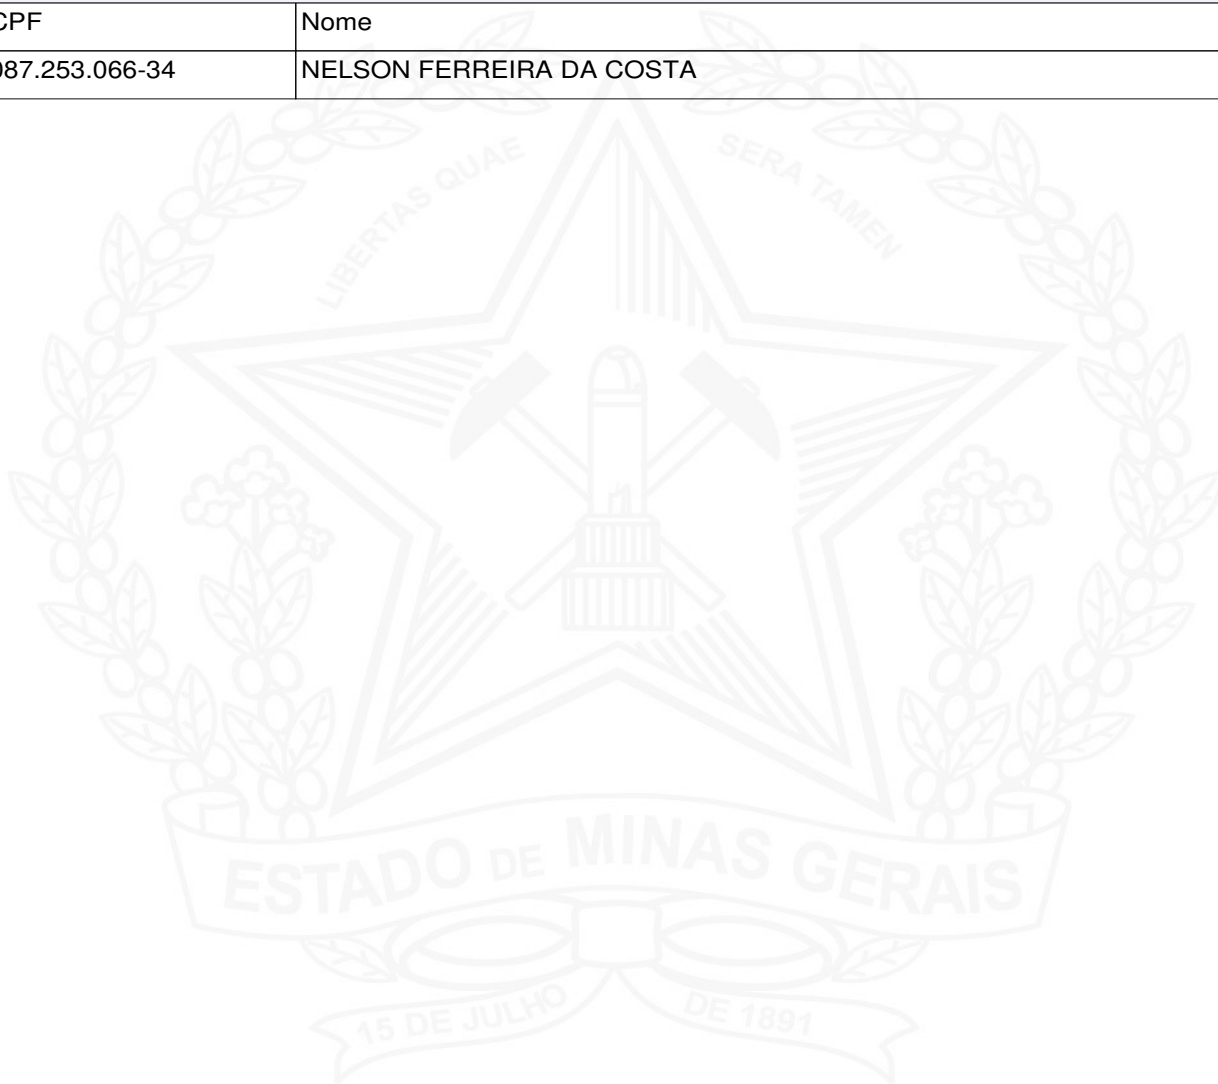 CPF Nome
087.253.066-34 NELSON FERREIRA DA COSTA
LIBERTAS QUAE SERA TAMEN
ESTADO DE MINAS GERAIS
15 DE JULHO DE 1891